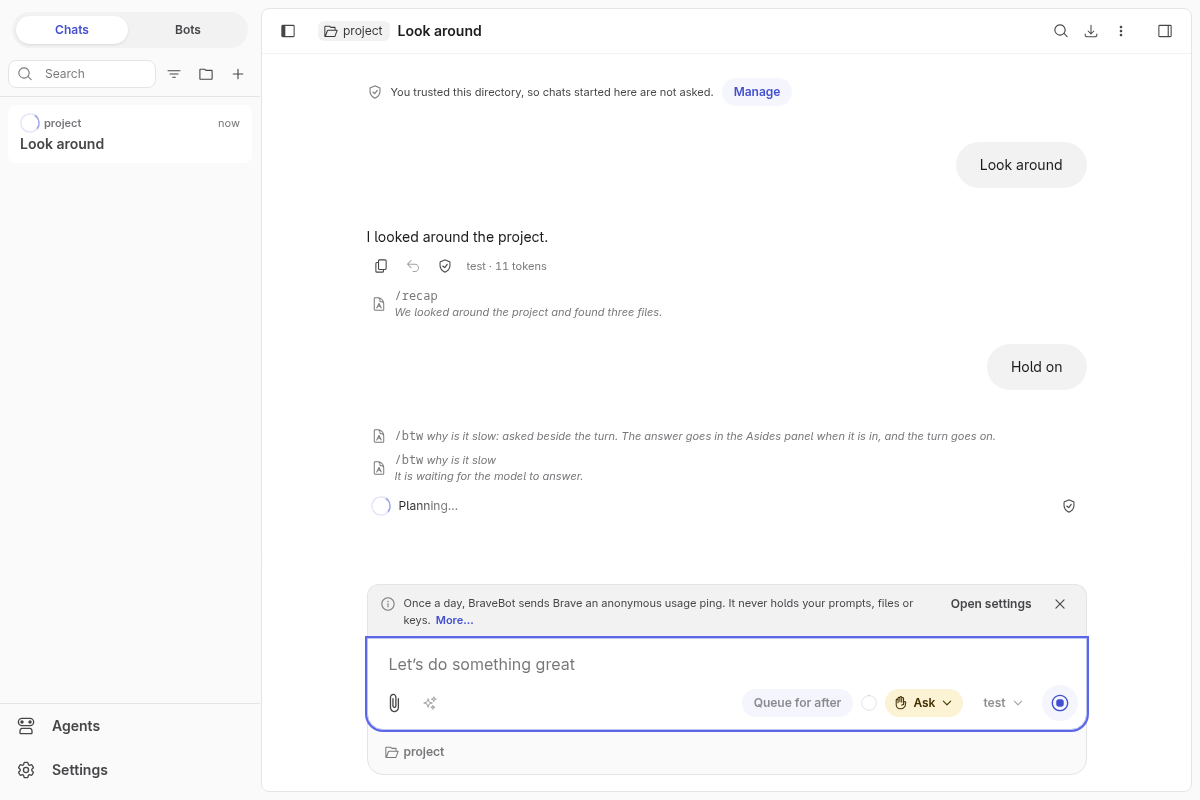 Chats
Bots
Search
project
now
Look around
Agents
Settings
project
Look around
You trusted this directory, so chats started here are not asked.
Manage
Look around
I looked around the project.
test · 11 tokens
/recap
We looked around the project and found three files.
Hold on
/btw why is it slow: asked beside the turn. The answer goes in the Asides panel when it is in, and the turn goes on.
/btw why is it slow
It is waiting for the model to answer.
Planning...
Once a day, BraveBot sends Brave an anonymous usage ping. It never holds your prompts, files or
keys. More...
Open settings
Let's do something great
Queue for after
Ask
test
project